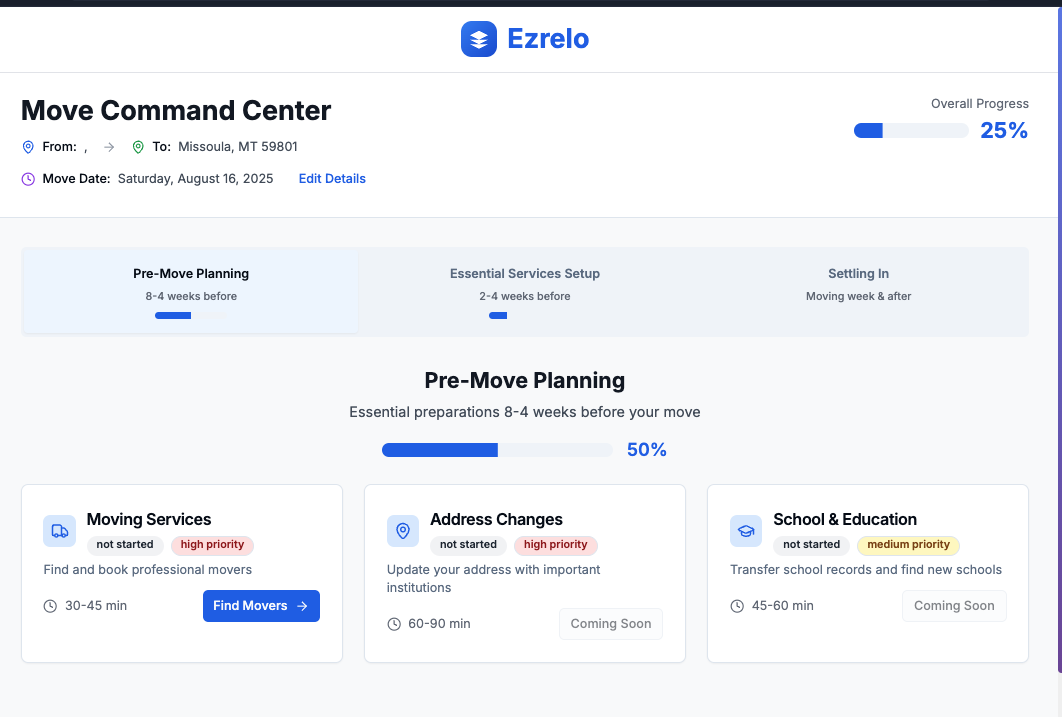 Ezrelo
Move Command Center
Overall Progress
25%
From: , → To: Missoula, MT 59801
Move Date: Saturday, August 16, 2025 Edit Details
Pre-Move Planning
8-4 weeks before
Essential Services Setup
2-4 weeks before
Settling In
Moving week & after
Pre-Move Planning
Essential preparations 8-4 weeks before your move
50%
Moving Services
not started high priority
Find and book professional movers
30-45 min Find Movers →
Address Changes
not started high priority
Update your address with important
institutions
60-90 min Coming Soon
School & Education
not started medium priority
Transfer school records and find new schools
45-60 min Coming Soon